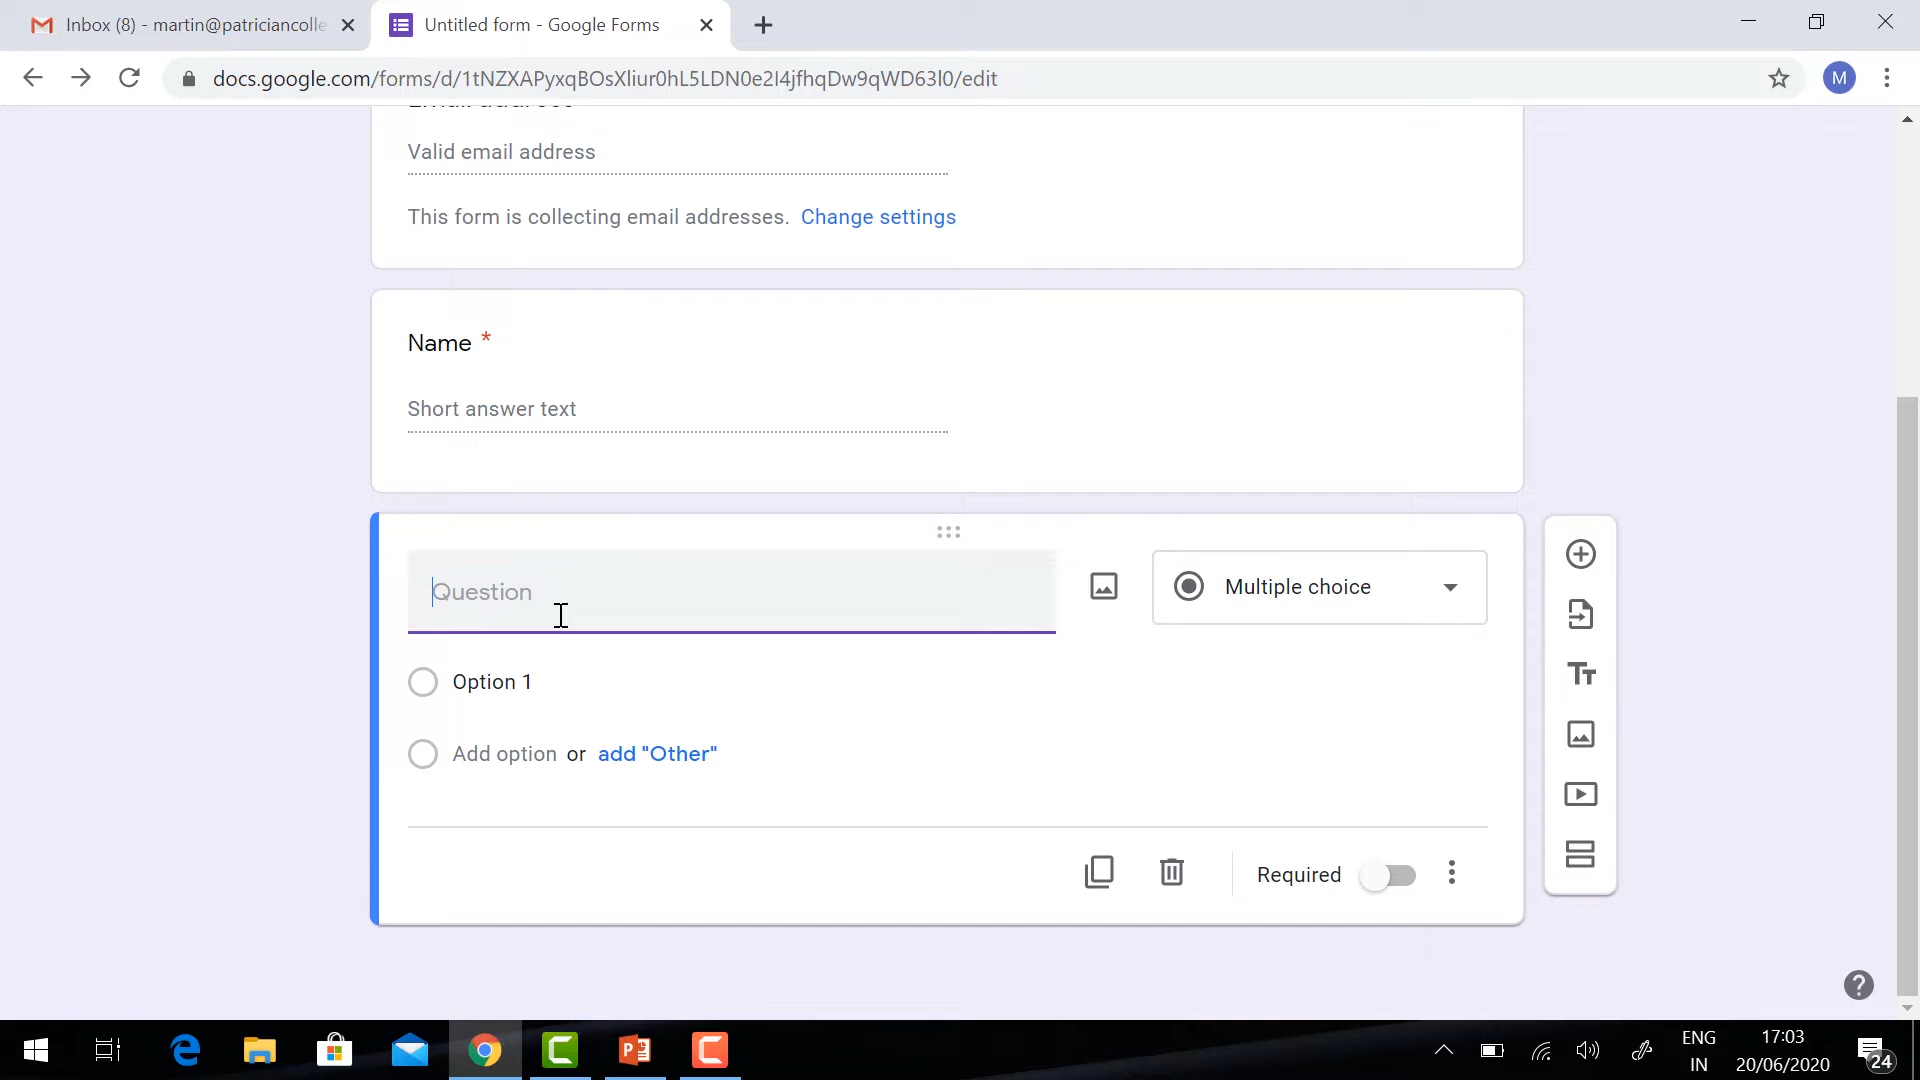 Inbox (8) - martin@patriciancolle
Untitled form - Google Forms
docs.google.com/forms/d/1tNZXAPyxqBOsXliur0hL5LDN0e2I4jfhqDw9qWD63l0/edit
M
Email address
Valid email address
This form is collecting email addresses. Change settings
Name *
Short answer text
Question
Multiple choice
Option 1
Add option or add "Other"
Required
Tт
?
ENG
IN
17:03
20/06/2020
24